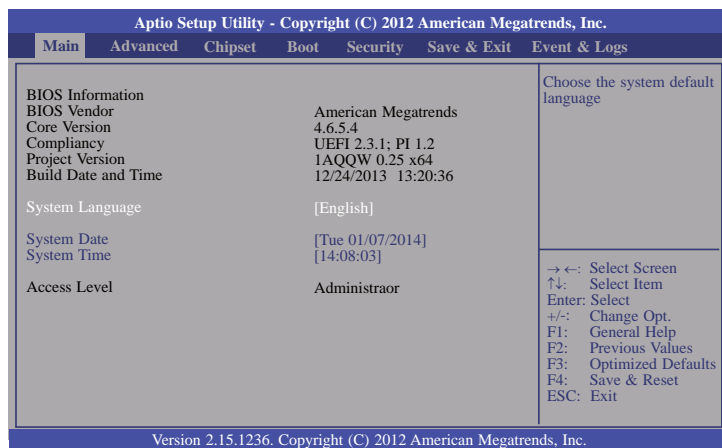 Aptio Setup Utility - Copyright (C) 2012 American Megatrends, Inc.
Main Advanced Chipset Boot Security Save & Exit Event & Logs
BIOS Information
BIOS Vendor American Megatrends
Core Version 4.6.5.4
Compliancy UEFI 2.3.1; PI 1.2
Project Version 1AQQW 0.25 x64
Build Date and Time 12/24/2013 13:20:36
System Language [English]
System Date [Tue 01/07/2014]
System Time [14:08:03]
Access Level Administraor
Choose the system default
language
→ ←: Select Screen
↑↓: Select Item
Enter: Select
+/-: Change Opt.
F1: General Help
F2: Previous Values
F3: Optimized Defaults
F4: Save & Reset
ESC: Exit
Version 2.15.1236. Copyright (C) 2012 American Megatrends, Inc.